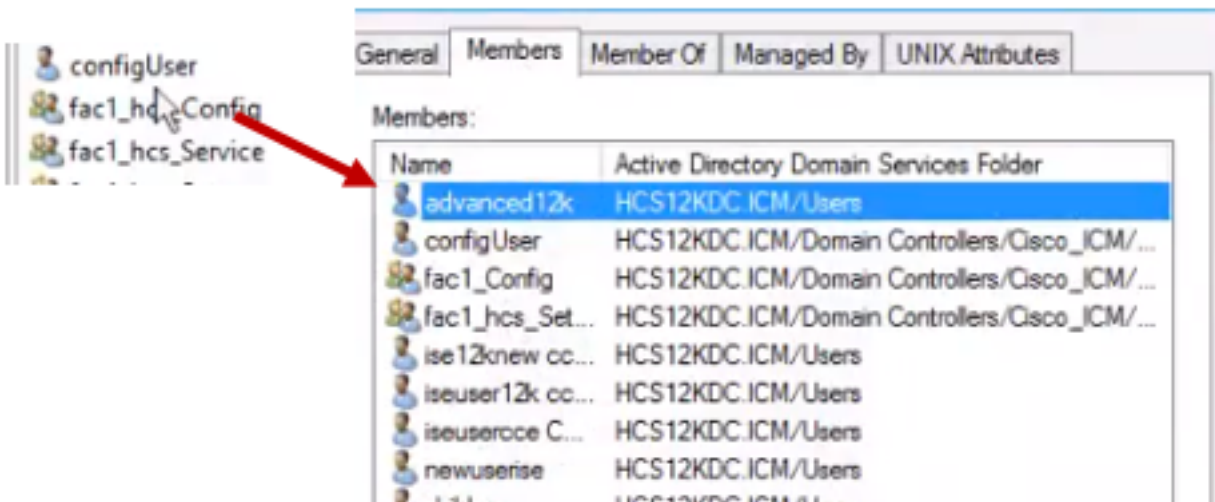 configUser
fac1_hcs_Config
fac1_hcs_Service
General Members Member Of Managed By UNIX Attributes
Members:
Name Active Directory Domain Services Folder
advanced12k HCS12KDC.ICM/Users
configUser HCS12KDC.ICM/Domain Controllers/Cisco_ICM/...
fac1_Config HCS12KDC.ICM/Domain Controllers/Cisco_ICM/...
fac1_hcs_Set... HCS12KDC.ICM/Domain Controllers/Cisco_ICM/...
ise12knew cc... HCS12KDC.ICM/Users
iseuser12k cc... HCS12KDC.ICM/Users
iseusercce C... HCS12KDC.ICM/Users
newuserise HCS12KDC.ICM/Users